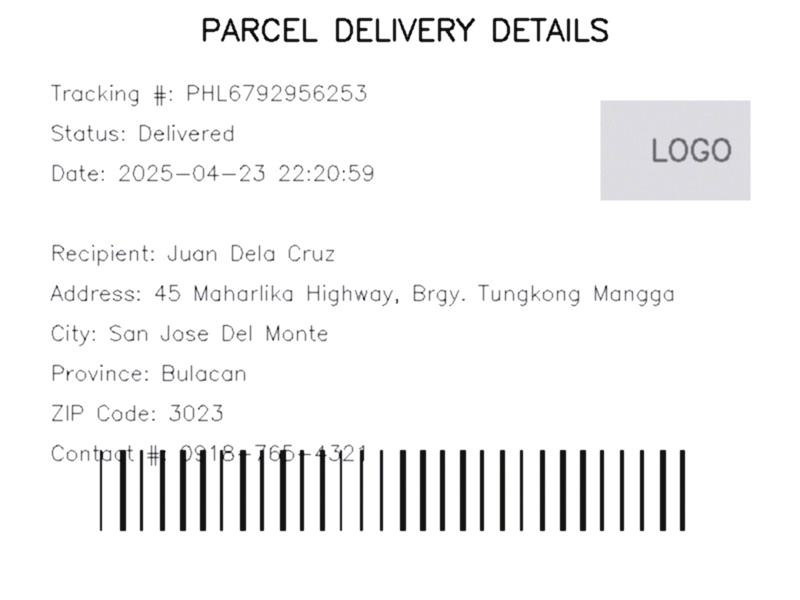 PARCEL DELIVERY DETAILS
Tracking #: PHL6792956253
Status: Delivered
Date: 2025-04-23 22:20:59
LOGO
Recipient: Juan Dela Cruz
Address: 45 Maharlika Highway, Brgy. Tungkong Mangga
City: San Jose Del Monte
Province: Bulacan
ZIP Code: 3023
Contact #: 0918-765-4321